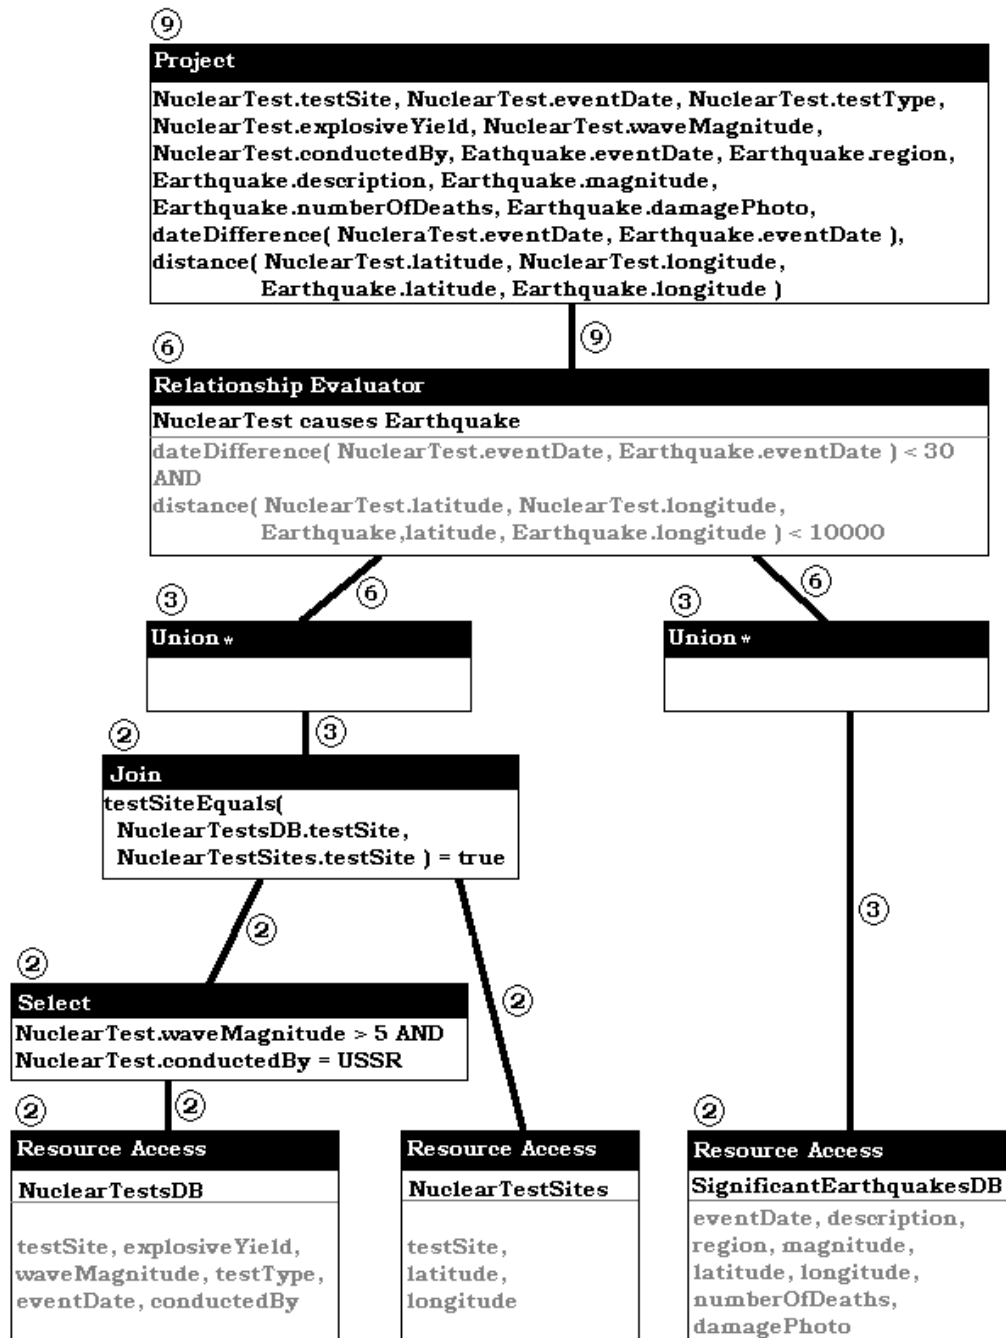 9
Project
NuclearTest.testSite, NuclearTest.eventDate, NuclearTest.testType,
NuclearTest.explosiveYield, NuclearTest.waveMagnitude,
NuclearTest.conductedBy, Eathquake.eventDate, Earthquake.region,
Earthquake.description, Earthquake.magnitude,
Earthquake.numberOfDeaths, Earthquake.damagePhoto,
dateDifference( NucleraTest.eventDate, Earthquake.eventDate ),
distance( NuclearTest.latitude, NuclearTest.longitude,
Earthquake.latitude, Earthquake.longitude )
9
6
Relationship Evaluator
NuclearTest causes Earthquake
dateDifference( NuclearTest.eventDate, Earthquake.eventDate ) < 30
AND
distance( NuclearTest.latitude, NuclearTest.longitude,
Earthquake,latitude, Earthquake.longitude ) < 10000
6
6
3
Union *
3
Union *
3
2
Join
testSiteEquals(
NuclearTestsDB.testSite,
NuclearTestSites.testSite ) = true
2
2
3
2
Select
NuclearTest.waveMagnitude > 5 AND
NuclearTest.conductedBy = USSR
2
2
Resource Access
NuclearTestsDB
testSite, explosiveYield,
waveMagnitude, testType,
eventDate, conductedBy
Resource Access
NuclearTestSites
testSite,
latitude,
longitude
2
Resource Access
SignificantEarthquakesDB
eventDate, description,
region, magnitude,
latitude, longitude,
numberOfDeaths,
damagePhoto